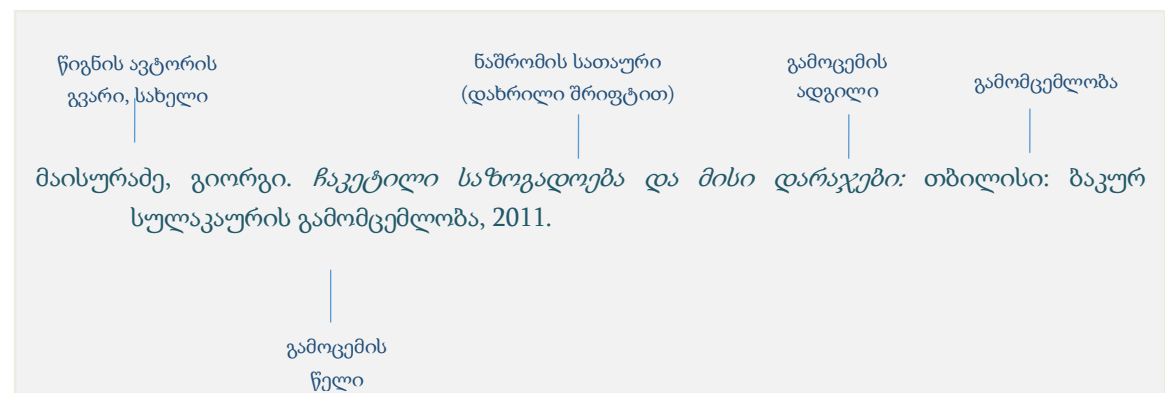 წიგნის ავტორის
გვარი, სახელი
ნაშრომის სათაური
(დახრილი შრიფტით)
გამოცემის
ადგილი
გამომცემლობა
მაისურაძე, გიორგი. ჩაკეტილი საზოგადოება და მისი დარაჯები: თბილისი: ბაკურ
სულაკაურის გამომცემლობა, 2011.
გამოცემის
წელი